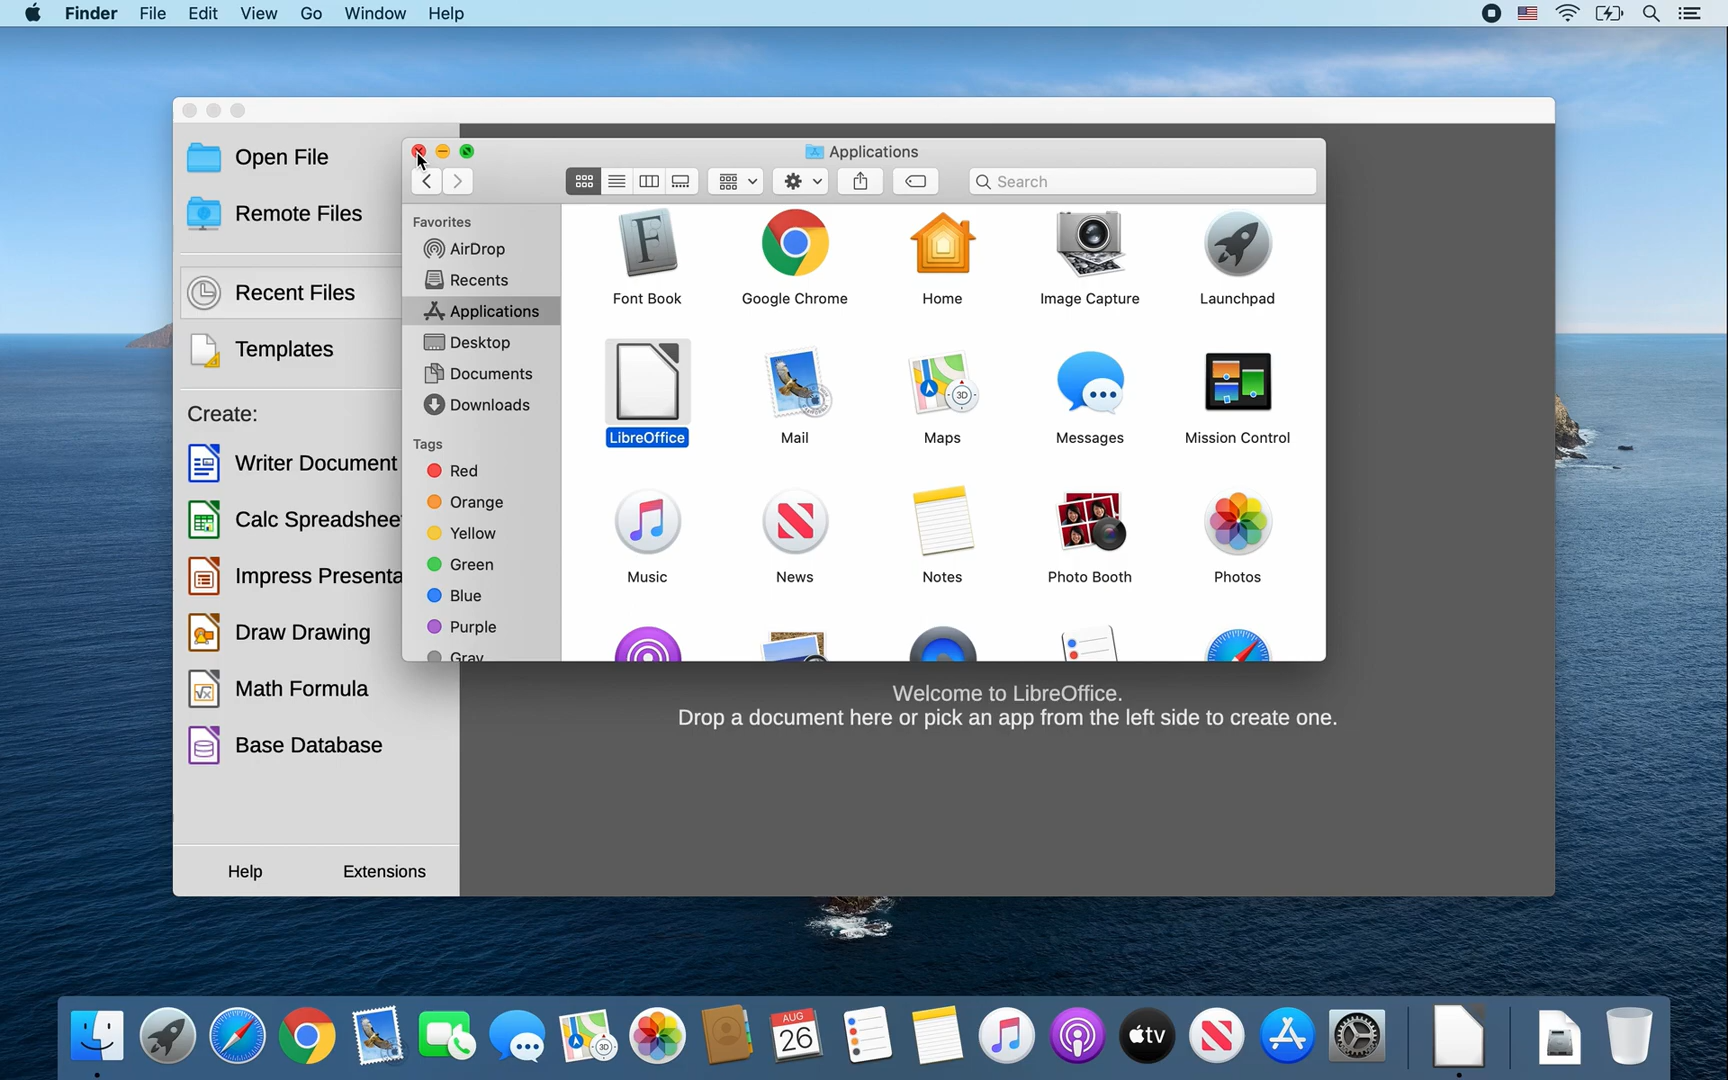 Finder File Edit View Go Window Help
Applications
Search
Open File
Remote Files
Recent Files
Templates
Create:
Writer Document
Calc Spreadshee
Impress Presenta
Draw Drawing
Math Formula
Base Database
Help Extensions
Favorites
AirDrop
Recents
Applications
Desktop
Documents
Downloads
Tags
Red
Orange
Yellow
Green
Blue
Purple
Gray
Font Book Google Chrome Home Image Capture Launchpad
LibreOffice Mail Maps Messages Mission Control
Music News Notes Photo Booth Photos
Welcome to LibreOffice.
Drop a document here or pick an app from the left side to create one.
AUG
26
3D
tv